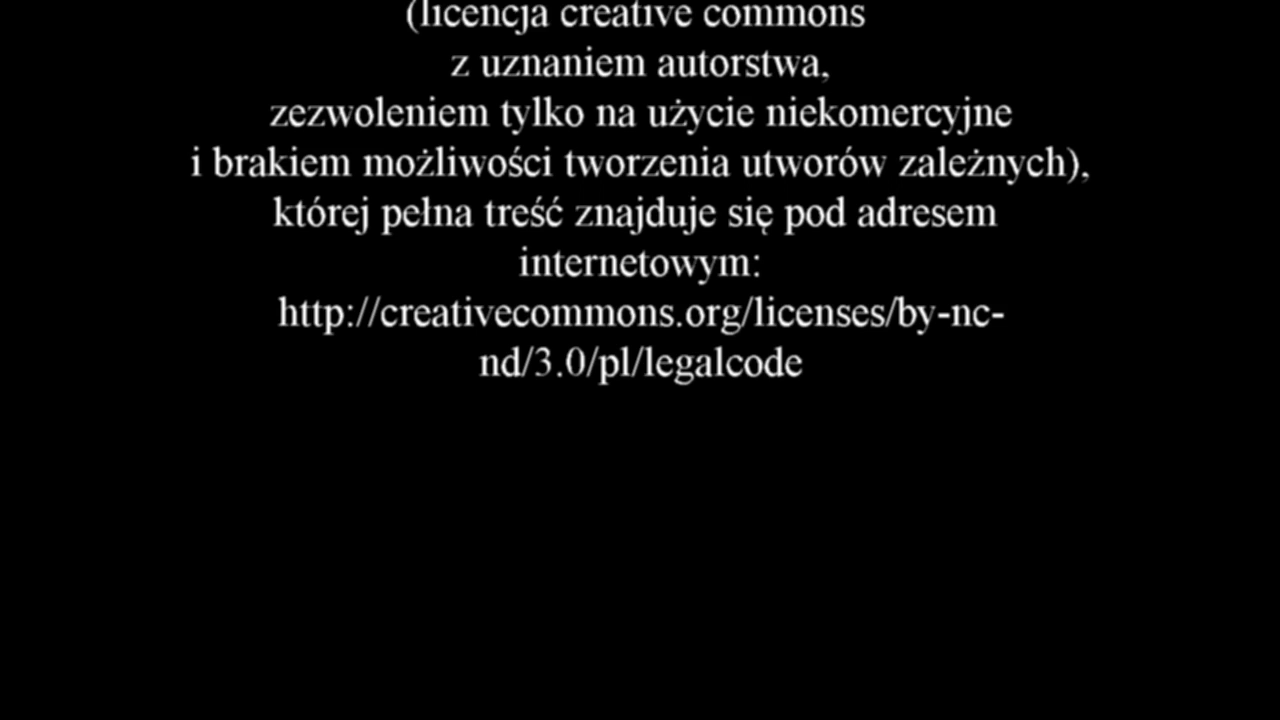 (licencja creative commons
z uznaniem autorstwa,
zezwoleniem tylko na użycie niekomercyjne
i brakiem możliwości tworzenia utworów zależnych),
której pełna treść znajduje się pod adresem
internetowym:
http://creativecommons.org/licenses/by-nc-
nd/3.0/pl/legalcode